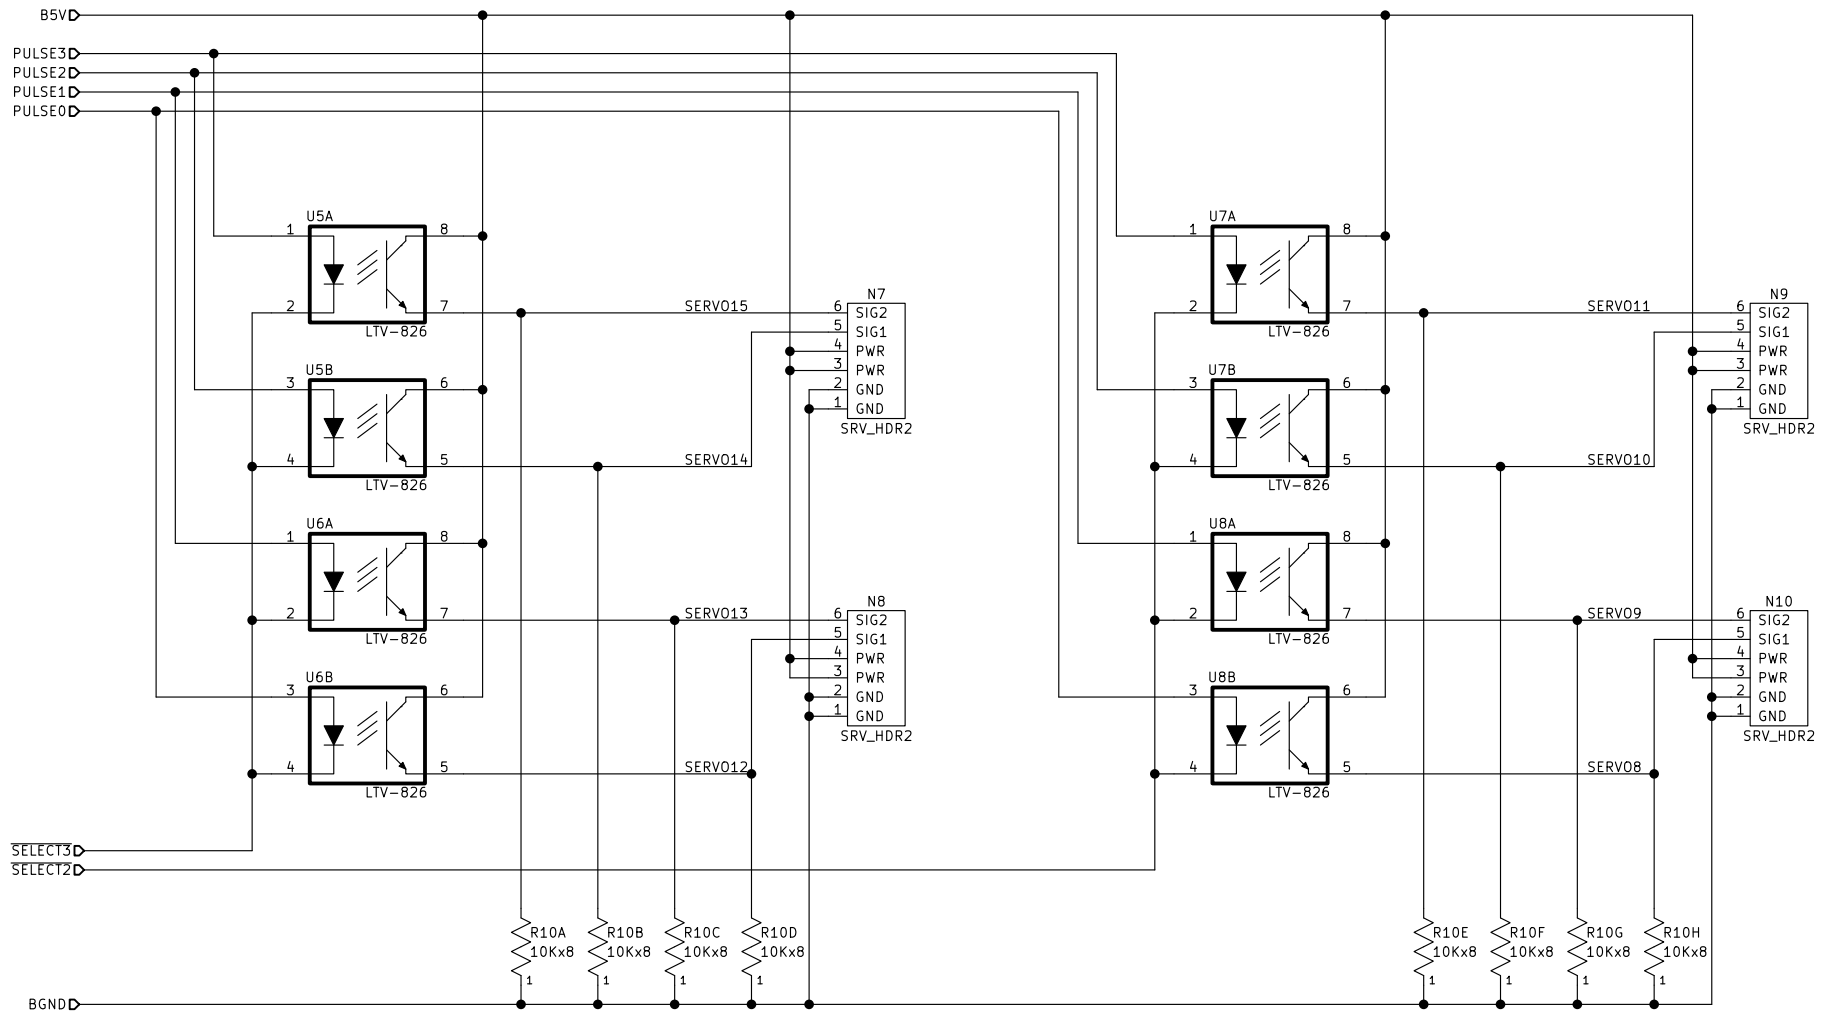 B5V
PULSE3
PULSE2
PULSE1
PULSE0
U5A
1 8
2 7
LTV-826
SERVO15
U5B
3 6
4 5
LTV-826
SERVO14
U6A
1 8
2 7
LTV-826
SERVO13
U6B
3 6
4 5
LTV-826
SERVO12
N7
6 SIG2
5 SIG1
4 PWR
3 PWR
2 GND
1 GND
SRV_HDR2
N8
6 SIG2
5 SIG1
4 PWR
3 PWR
2 GND
1 GND
SRV_HDR2
U7A
1 8
2 7
LTV-826
SERVO11
U7B
3 6
4 5
LTV-826
SERVO10
U8A
1 8
2 7
LTV-826
SERVO9
U8B
3 6
4 5
LTV-826
SERVO8
N9
6 SIG2
5 SIG1
4 PWR
3 PWR
2 GND
1 GND
SRV_HDR2
N10
6 SIG2
5 SIG1
4 PWR
3 PWR
2 GND
1 GND
SRV_HDR2
SELECT3
SELECT2
R10A R10B R10C R10D R10E R10F R10G R10H
10Kx8 10Kx8 10Kx8 10Kx8 10Kx8 10Kx8 10Kx8 10Kx8
1 1 1 1 1 1 1 1
BGND